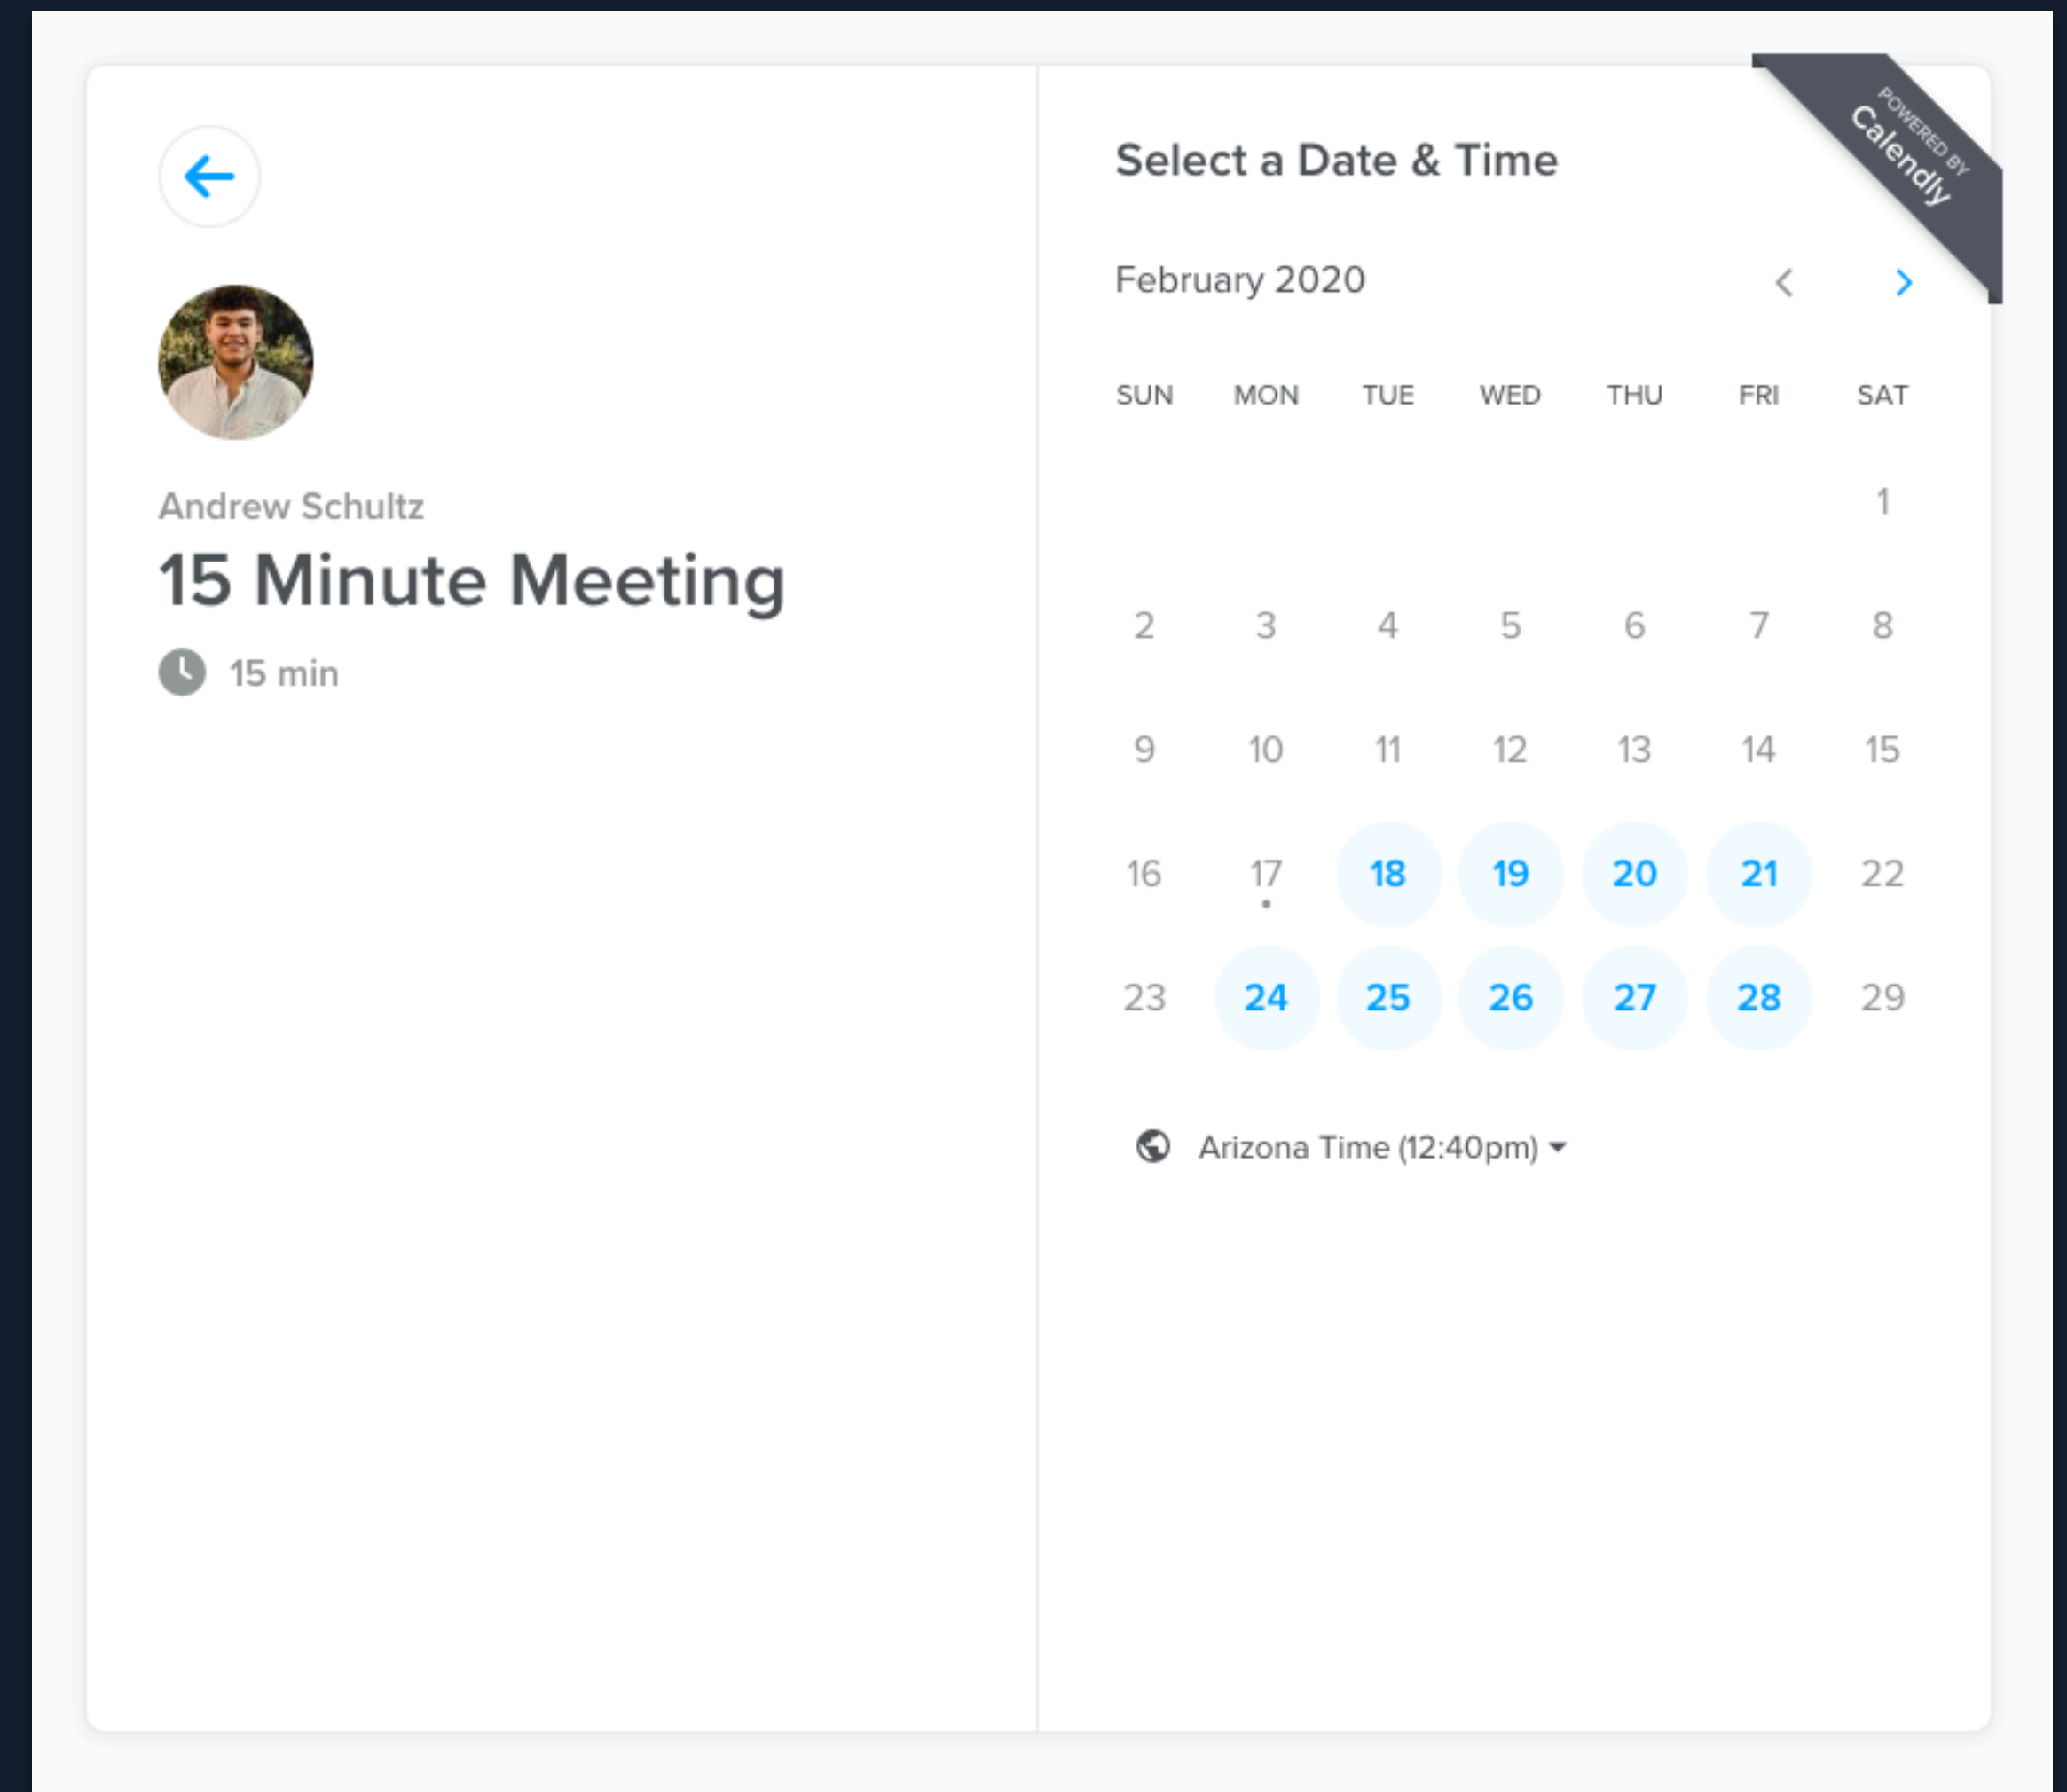 Andrew Schultz
15 Minute Meeting
15 min
Select a Date & Time
POWERED BY
Calendly
February 2020
SUN MON TUE WED THU FRI SAT
1
2 3 4 5 6 7 8
9 10 11 12 13 14 15
16 17 18 19 20 21 22
23 24 25 26 27 28 29
Arizona Time (12:40pm)